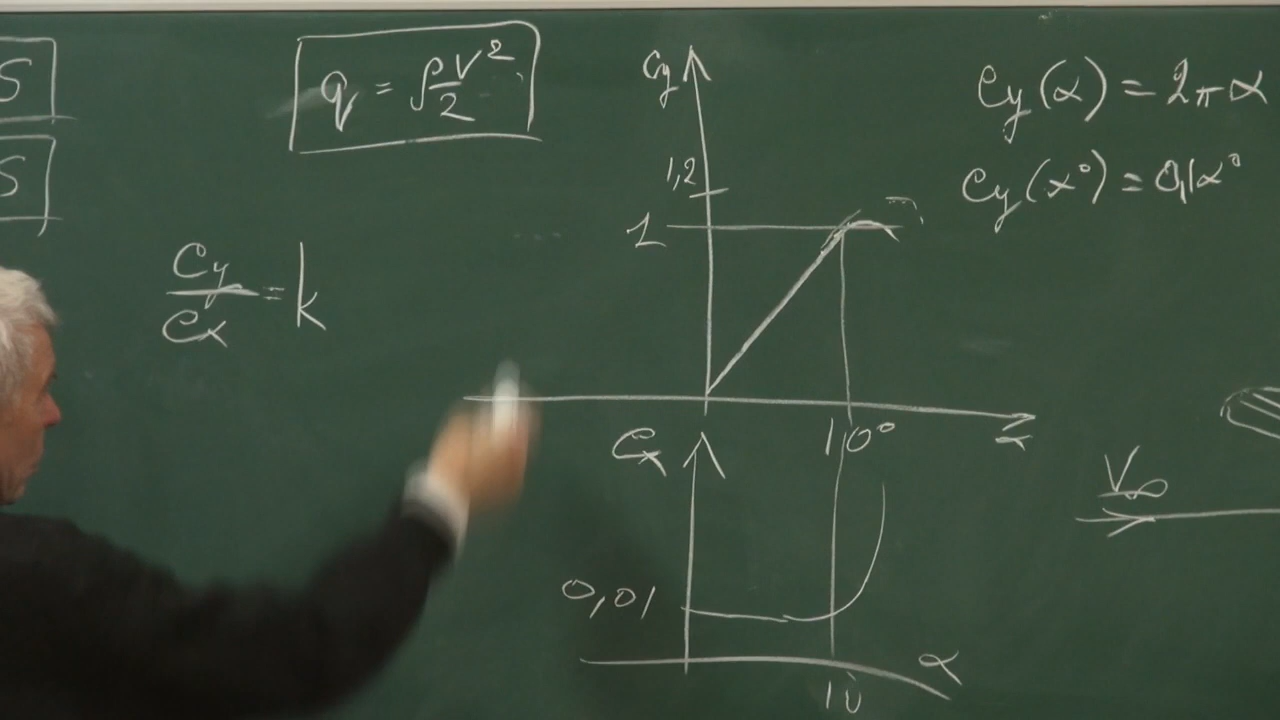 S
S
q = ρV²/2
Cy/Cx = k
Cy
1,2
1
10°
α
Cx
0,01
10
α
Cy(α) = 2πα
Cy(α°) = 0,1α°
V∞